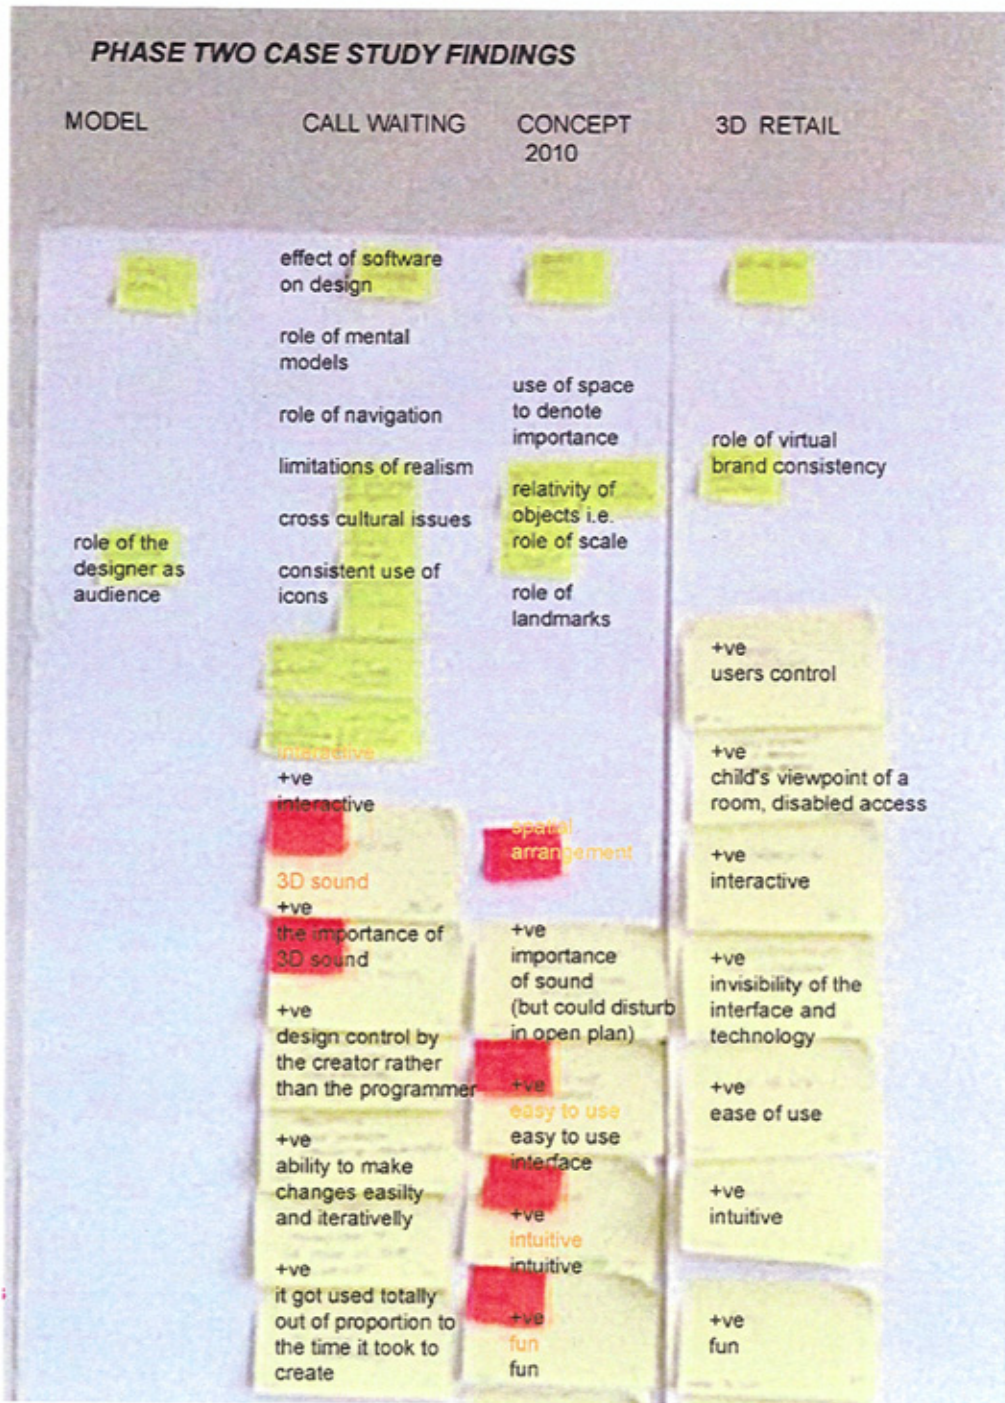 PHASE TWO CASE STUDY FINDINGS
MODEL
CALL WAITING
CONCEPT
2010
3D RETAIL
role of the
designer as
audience
effect of software
on design
role of mental
models
role of navigation
limitations of realism
cross cultural issues
consistent use of
icons
interactive
+ve
interactive
3D sound
+ve
the importance of
3D sound
+ve
design control by
the creator rather
than the programmer
+ve
ability to make
changes easilty
and iterativelly
+ve
it got used totally
out of proportion to
the time it took to
create
use of space
to denote
importance
relativity of
objects i.e.
role of scale
role of
landmarks
spatial
arrangement
+ve
importance
of sound
(but could disturb
in open plan)
+ve
easy to use
easy to use
interface
+ve
intuitive
intuitive
+ve
fun
fun
role of virtual
brand consistency
+ve
users control
+ve
child's viewpoint of a
room, disabled access
+ve
interactive
+ve
invisibility of the
interface and
technology
+ve
ease of use
+ve
intuitive
+ve
fun